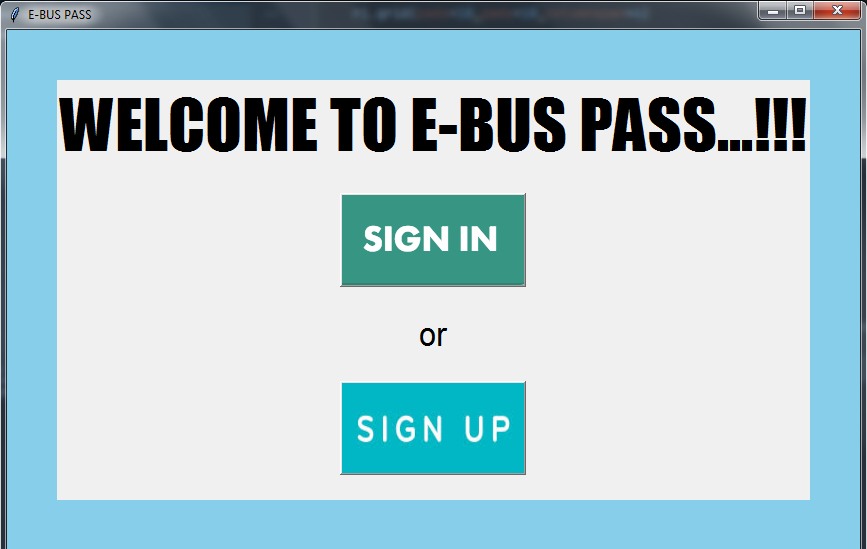 E-BUS PASS
WELCOME TO E-BUS PASS...!!!
SIGN IN
or
SIGN UP